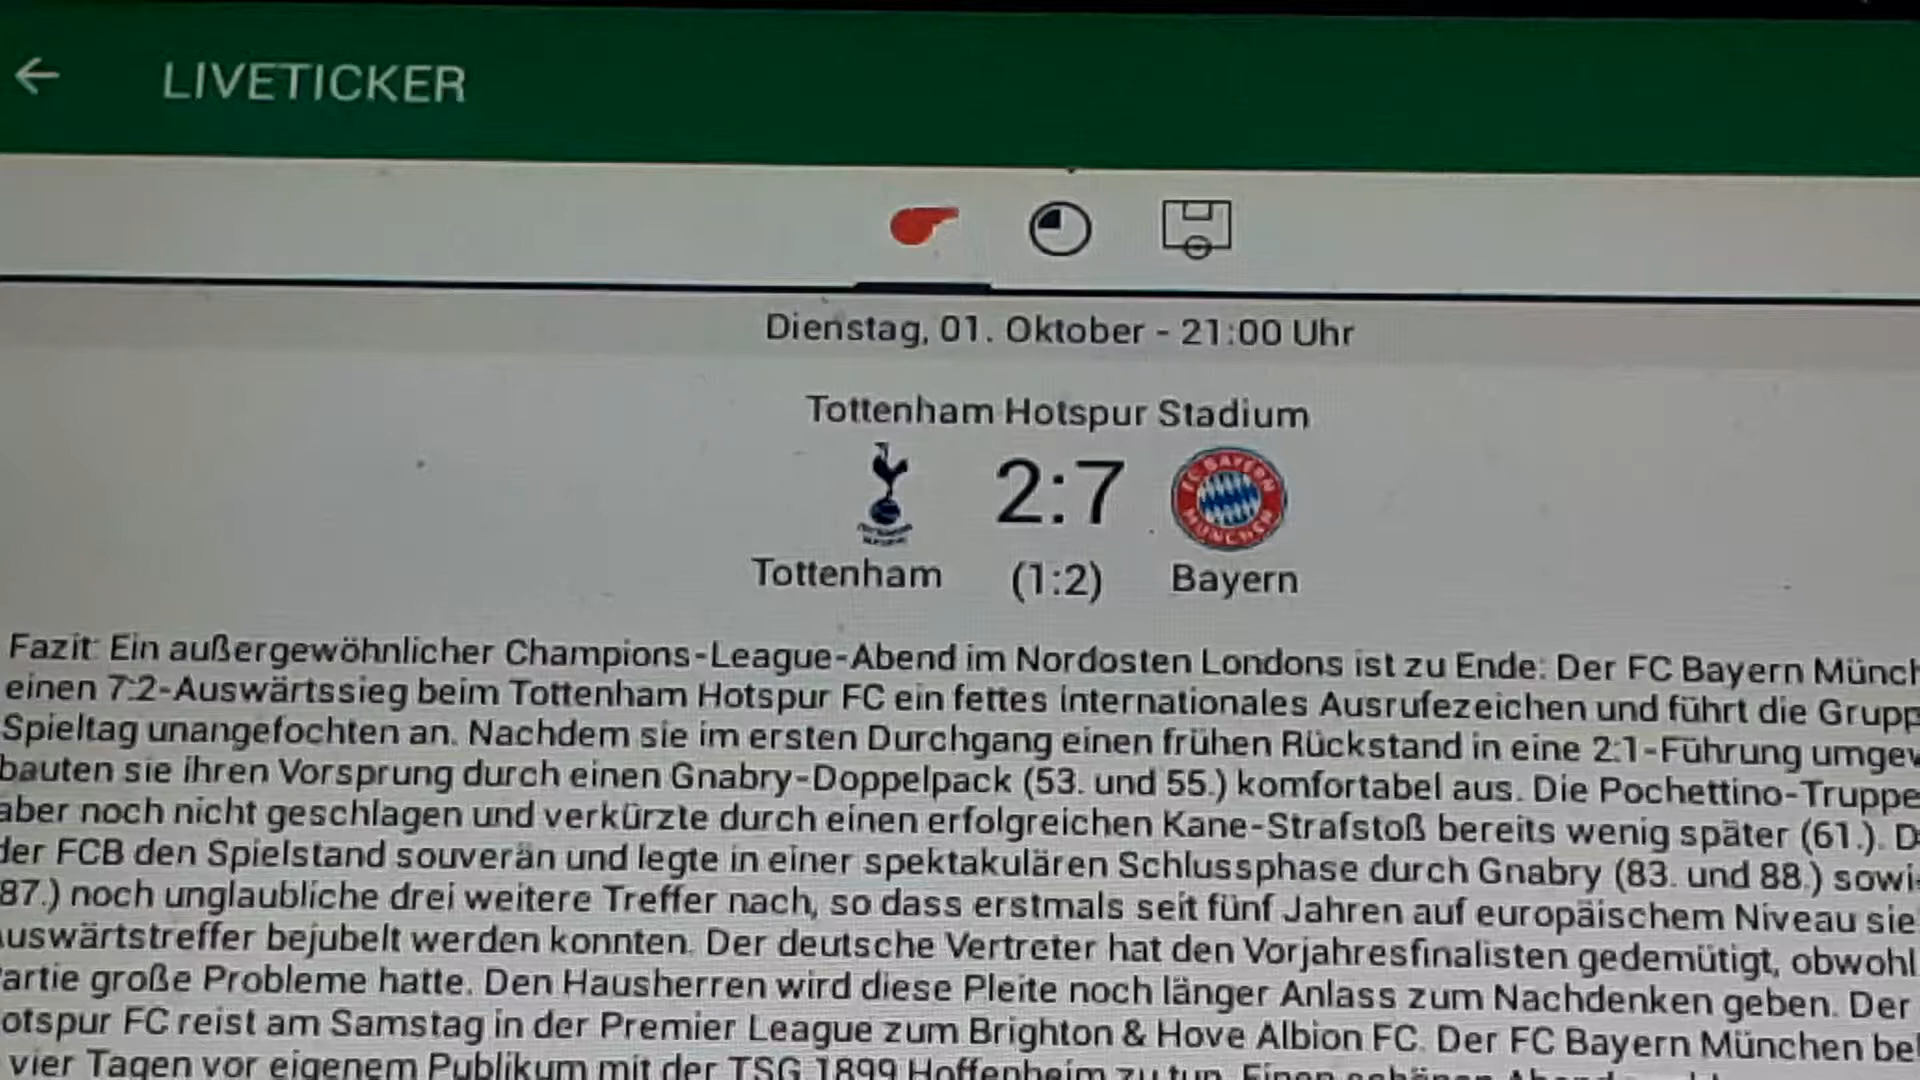 LIVETICKER
Dienstag, 01. Oktober - 21:00 Uhr
Tottenham Hotspur Stadium
2:7
FC BAYERN MÜNCHEN
Tottenham (1:2) Bayern
Fazit: Ein außergewöhnlicher Champions-League-Abend im Nordosten Londons ist zu Ende: Der FC Bayern Münch
einen 7:2-Auswärtssieg beim Tottenham Hotspur FC ein fettes internationales Ausrufezeichen und führt die Grupp
Spieltag unangefochten an. Nachdem sie im ersten Durchgang einen frühen Rückstand in eine 2:1-Führung umgew
bauten sie ihren Vorsprung durch einen Gnabry-Doppelpack (53. und 55.) komfortabel aus. Die Pochettino-Truppe
aber noch nicht geschlagen und verkürzte durch einen erfolgreichen Kane-Strafstoß bereits wenig später (61.). D
der FCB den Spielstand souverän und legte in einer spektakulären Schlussphase durch Gnabry (83. und 88.) sowi
87.) noch unglaubliche drei weitere Treffer nach, so dass erstmals seit fünf Jahren auf europäischem Niveau sie
uswärtstreffer bejubelt werden konnten. Der deutsche Vertreter hat den Vorjahresfinalisten gedemütigt, obwohl
artie große Probleme hatte. Den Hausherren wird diese Pleite noch länger Anlass zum Nachdenken geben. Der
otspur FC reist am Samstag in der Premier League zum Brighton & Hove Albion FC. Der FC Bayern München be
vier Tagen vor eigenem Publikum mit der TSG 1899 Hoffenheim zu tun. Einen schönen Abend